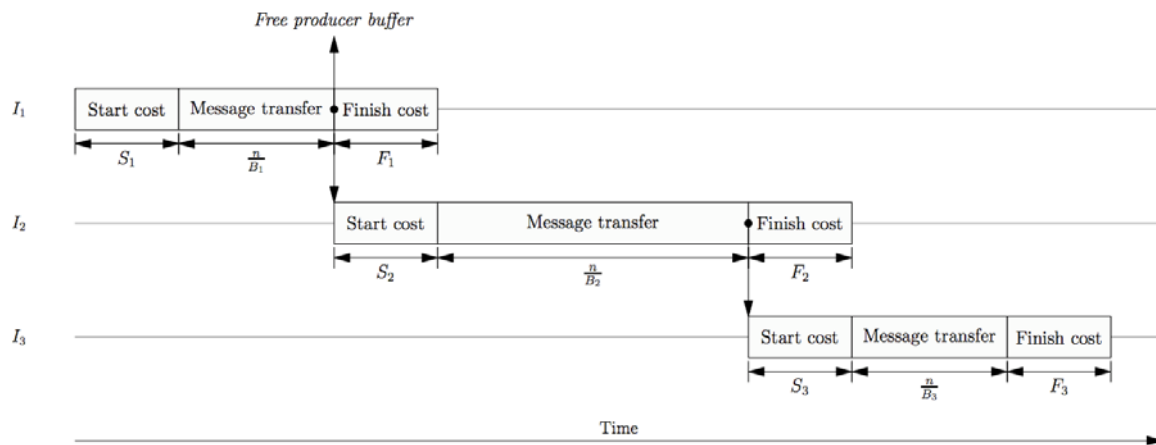 Free producer buffer
I₁ Start cost Message transfer Finish cost
S₁ n/B₁ F₁
I₂ Start cost Message transfer Finish cost
S₂ n/B₂ F₂
I₃ Start cost Message transfer Finish cost
S₃ n/B₃ F₃
Time